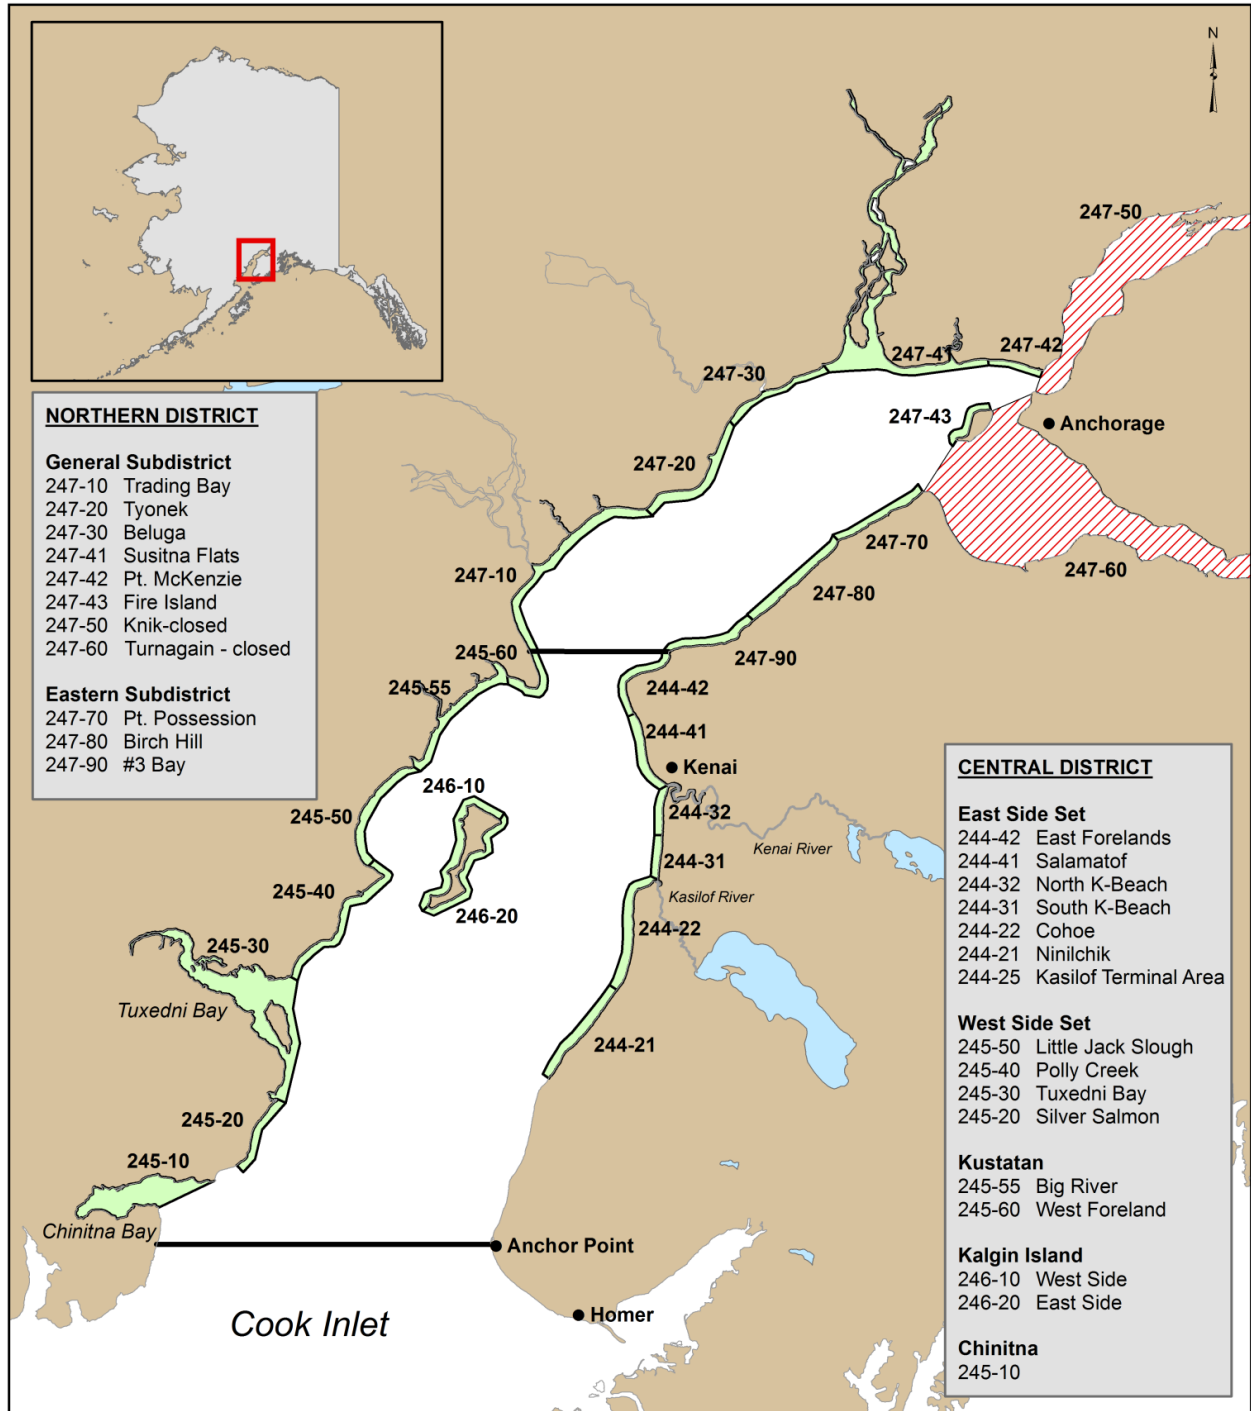 N
247-50
247-41
247-42
247-30
247-43
Anchorage
247-20
247-70
247-10
247-60
247-80
245-60
247-90
245-55
244-42
244-41
Kenai
246-10
245-50
244-32
Kenai River
244-31
245-40
Kasilof River
246-20
244-22
245-30
Tuxedni Bay
244-21
245-20
245-10
Chinitna Bay
Anchor Point
Homer
Cook Inlet
NORTHERN DISTRICT
General Subdistrict
247-10 Trading Bay
247-20 Tyonek
247-30 Beluga
247-41 Susitna Flats
247-42 Pt. McKenzie
247-43 Fire Island
247-50 Knik-closed
247-60 Turnagain - closed
Eastern Subdistrict
247-70 Pt. Possession
247-80 Birch Hill
247-90 #3 Bay
CENTRAL DISTRICT
East Side Set
244-42 East Forelands
244-41 Salamatof
244-32 North K-Beach
244-31 South K-Beach
244-22 Cohoe
244-21 Ninilchik
244-25 Kasilof Terminal Area
West Side Set
245-50 Little Jack Slough
245-40 Polly Creek
245-30 Tuxedni Bay
245-20 Silver Salmon
Kustatan
245-55 Big River
245-60 West Foreland
Kalgin Island
246-10 West Side
246-20 East Side
Chinitna
245-10